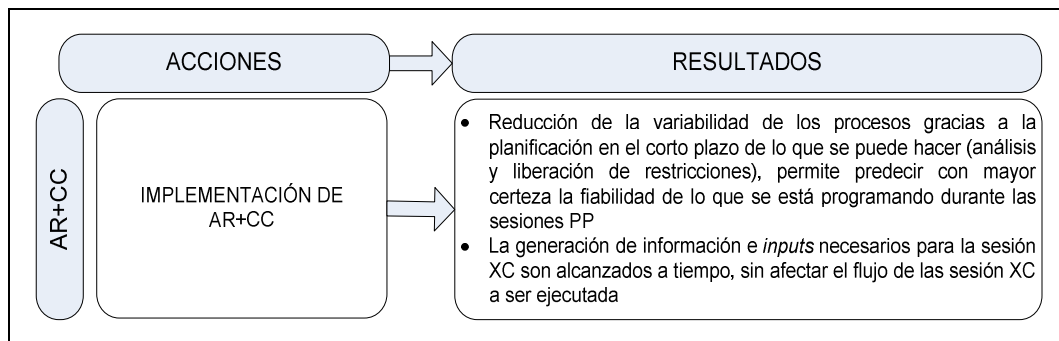 ACCIONES
RESULTADOS
AR+CC
IMPLEMENTACIÓN DE
AR+CC
• Reducción de la variabilidad de los procesos gracias a la
planificación en el corto plazo de lo que se puede hacer (análisis
y liberación de restricciones), permite predecir con mayor
certeza la fiabilidad de lo que se está programando durante las
sesiones PP
• La generación de información e inputs necesarios para la sesión
XC son alcanzados a tiempo, sin afectar el flujo de las sesión XC
a ser ejecutada